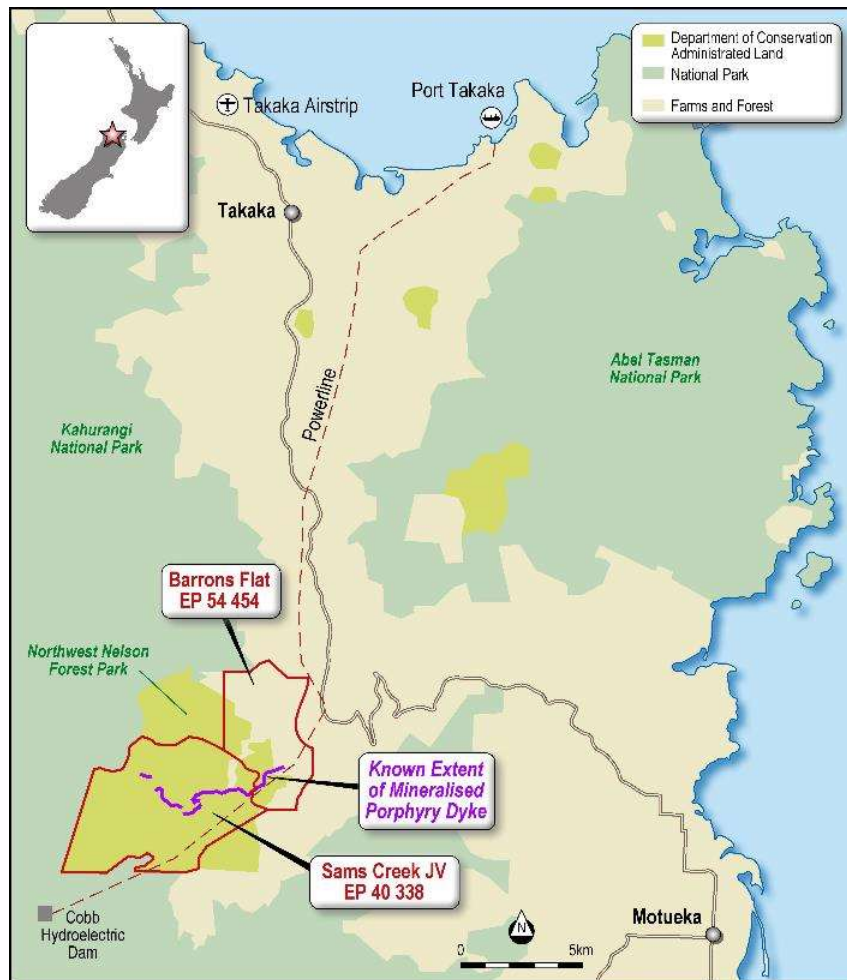 Department of Conservation
Administrated Land
National Park
Farms and Forest
Takaka Airstrip
Port Takaka
Takaka
Powerline
Abel Tasman
National Park
Kahurangi
National Park
Barrons Flat
EP 54 454
Northwest Nelson
Forest Park
Known Extent
of Mineralised
Porphyry Dyke
Sams Creek JV
EP 40 338
Cobb
Hydroelectric
Dam
Motueka
N
0 5km